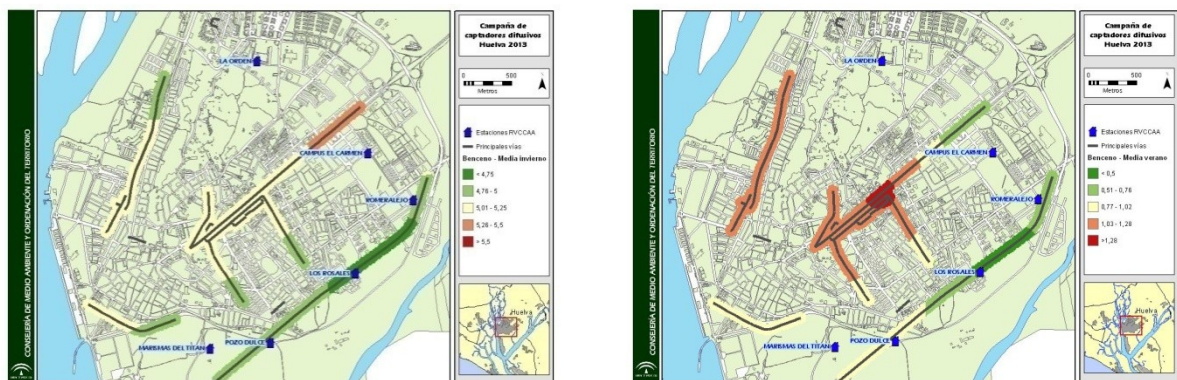 CONSEJERÍA DE MEDIO AMBIENTE Y ORDENACIÓN DEL TERRITORIO
LA ORDEN
CAMPUS EL CARMEN
ROMERALEJO
LOS ROSALES
MARISMAS DEL TITAN
POZO DULCE
Campaña de
captadores difusivos
Huelva 2013
0 500
Metros
Estaciones RVCCAA
Principales vías
Benceno - Media invierno
< 4,75
4,76 - 5
5,01 - 5,25
5,26 - 5,5
> 5,5
Huelva
CONSEJERÍA DE MEDIO AMBIENTE Y ORDENACIÓN DEL TERRITORIO
LA ORDEN
CAMPUS EL CARMEN
ROMERALEJO
LOS ROSALES
MARISMAS DEL TITAN
POZO DULCE
Campaña de
captadores difusivos
Huelva 2013
0 500
Metros
Estaciones RVCCAA
Principales vías
Benceno - Media verano
< 0,5
0,51 - 0,76
0,77 - 1,02
1,03 - 1,28
>1,28
Huelva